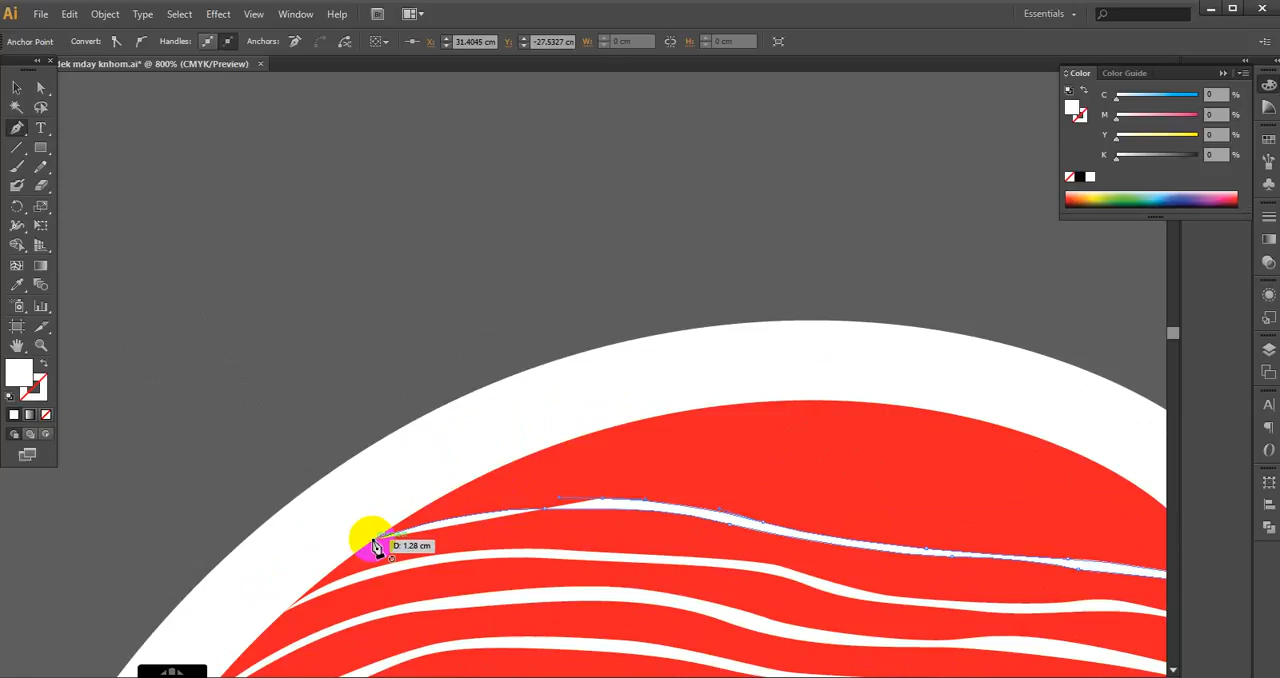 Ai File Edit Object Type Select Effect View Window Help Br Essentials
Anchor Point Convert: Handles: Anchors: X: 31.4045 cm Y: -27.5327 cm W: 0 cm H: 0 cm
dek mday knhom.ai* @ 800% (CMYK/Preview) ×
Color Color Guide
C 0 %
M 0 %
Y 0 %
K 0 %
T
D: 1.28 cm
A
¶
O